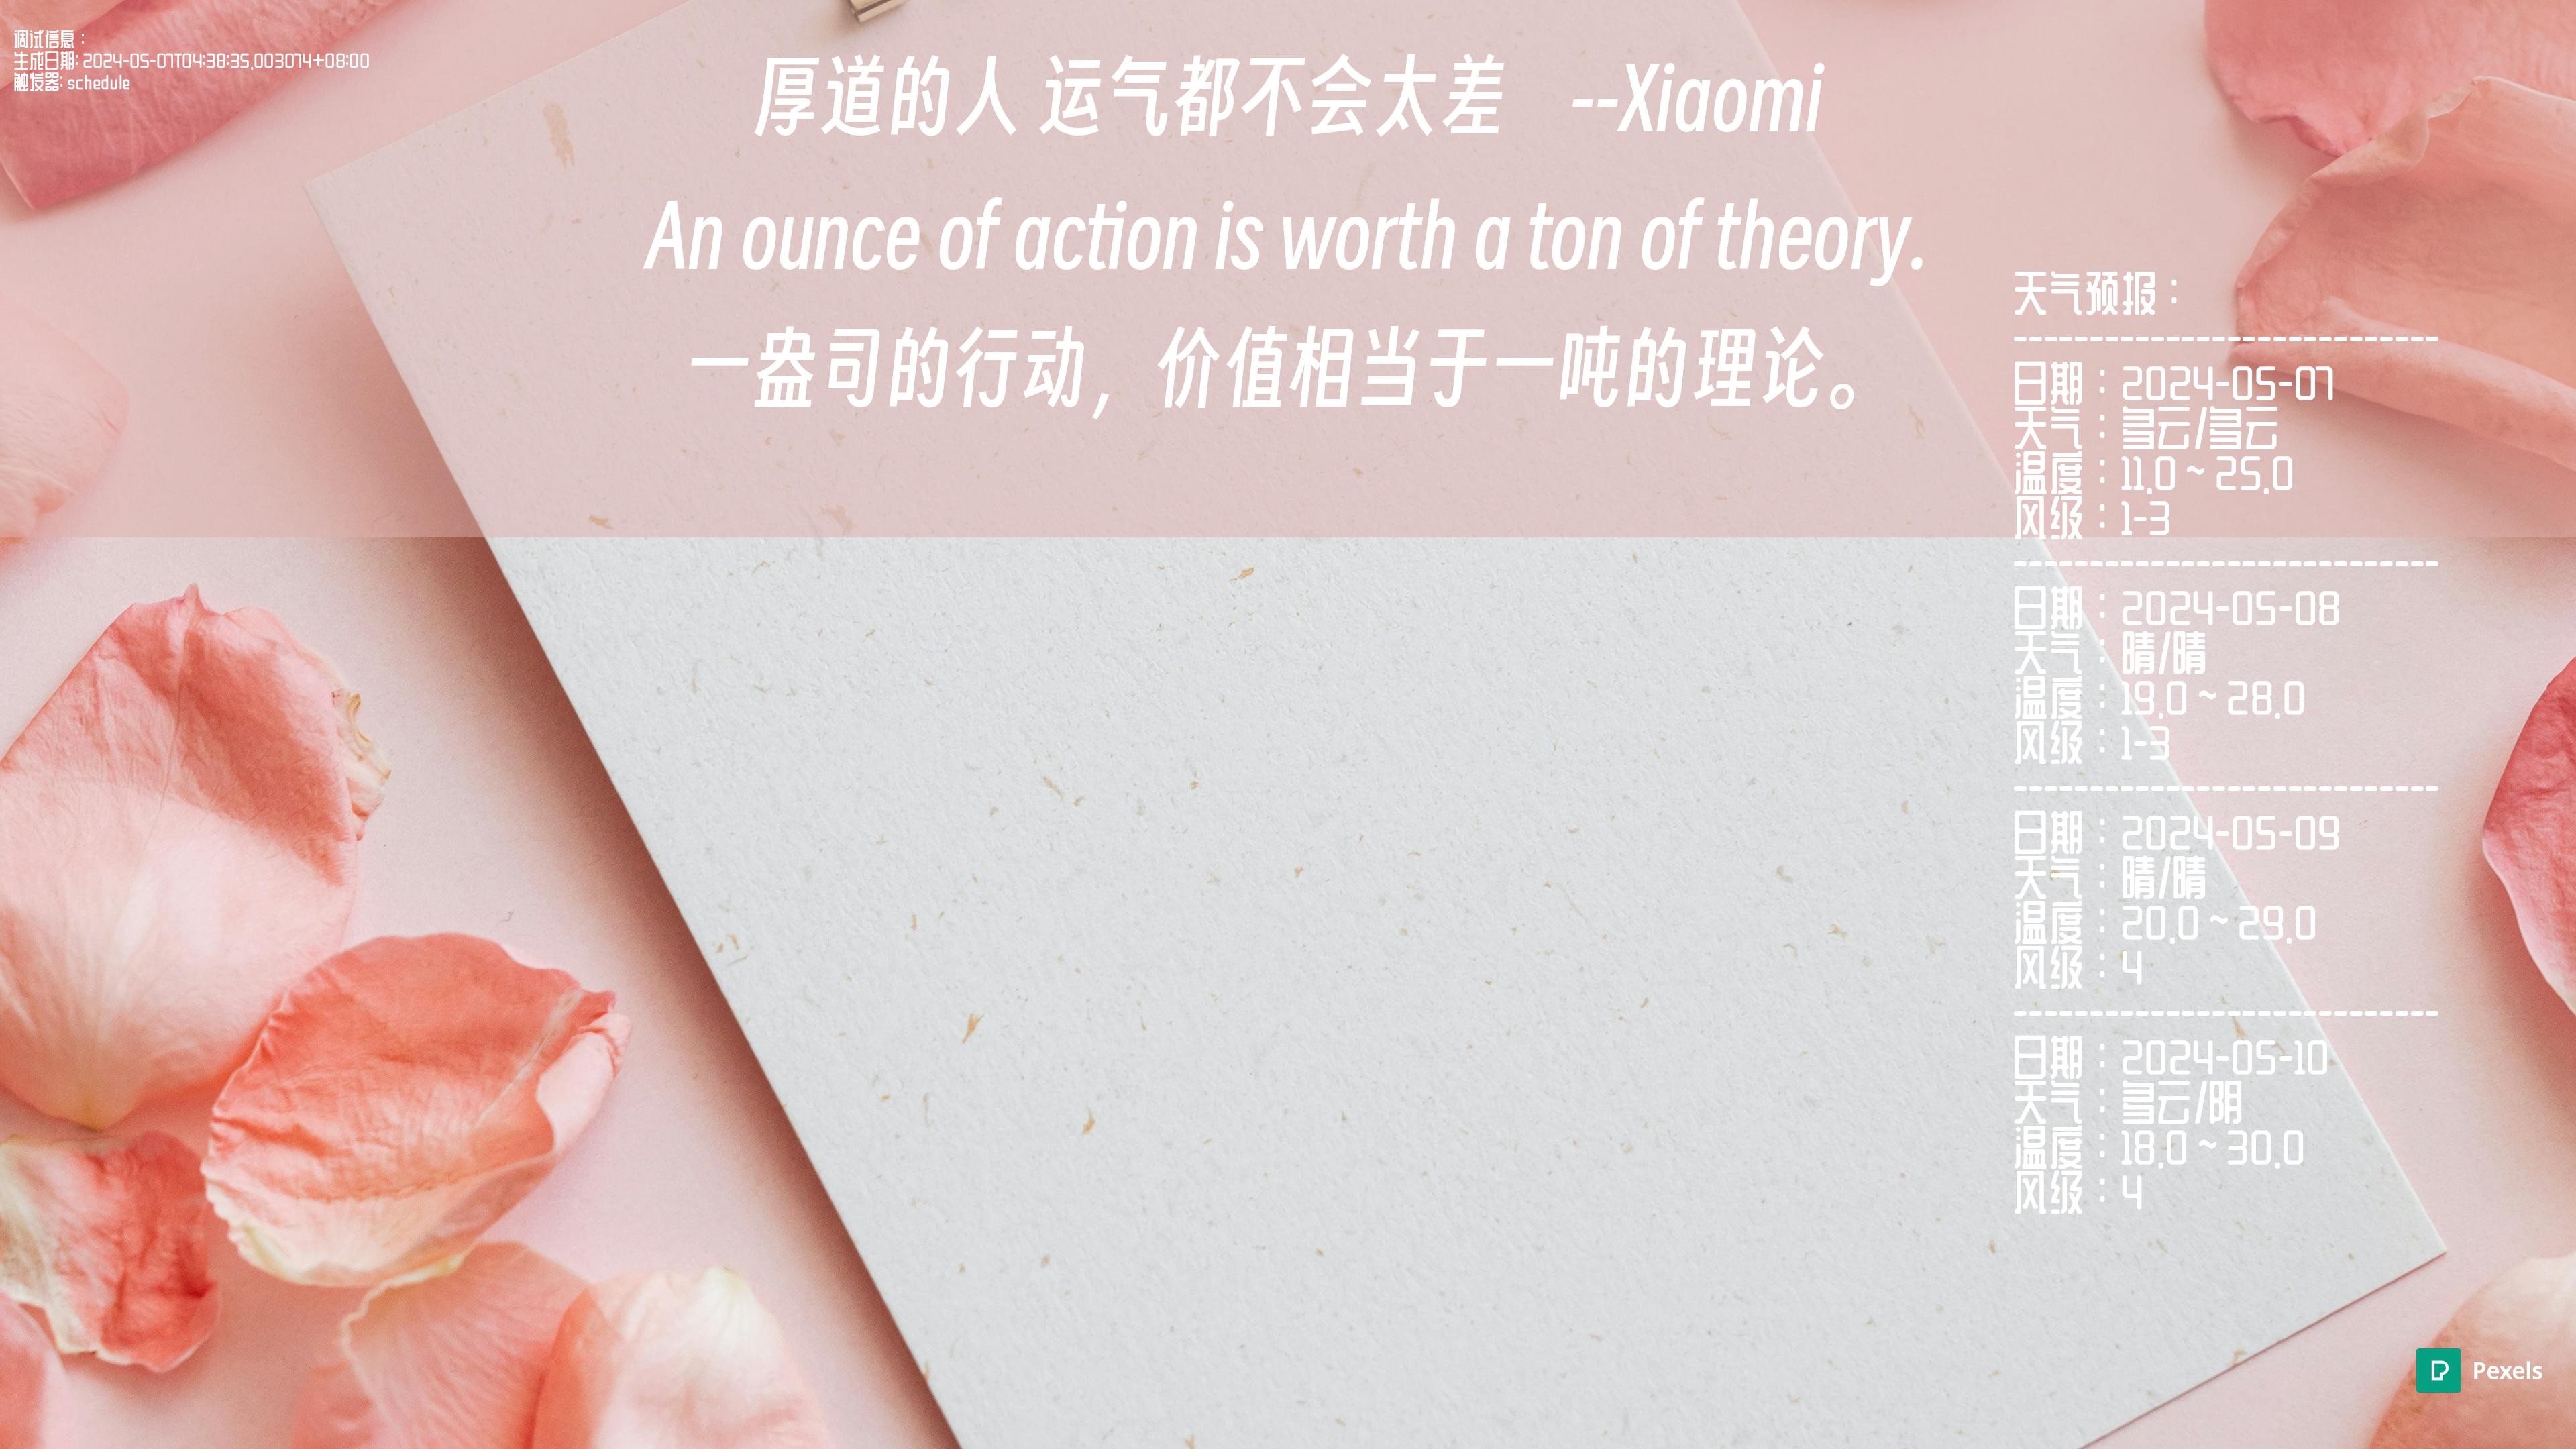 调试信息：
生成日期: 2024-05-07T04:38:35.003074+08:00
触发器: schedule
厚道的人 运气都不会太差 --Xiaomi
An ounce of action is worth a ton of theory.
一盎司的行动，价值相当于一吨的理论。
天气预报：
----------------------------
日期：2024-05-07
天气：多云/多云
温度：11.0 ~ 25.0
风级：1-3
----------------------------
日期：2024-05-08
天气：晴/晴
温度：19.0 ~ 28.0
风级：1-3
----------------------------
日期：2024-05-09
天气：晴/晴
温度：20.0 ~ 29.0
风级：4
----------------------------
日期：2024-05-10
天气：多云/阴
温度：18.0 ~ 30.0
风级：4
Pexels